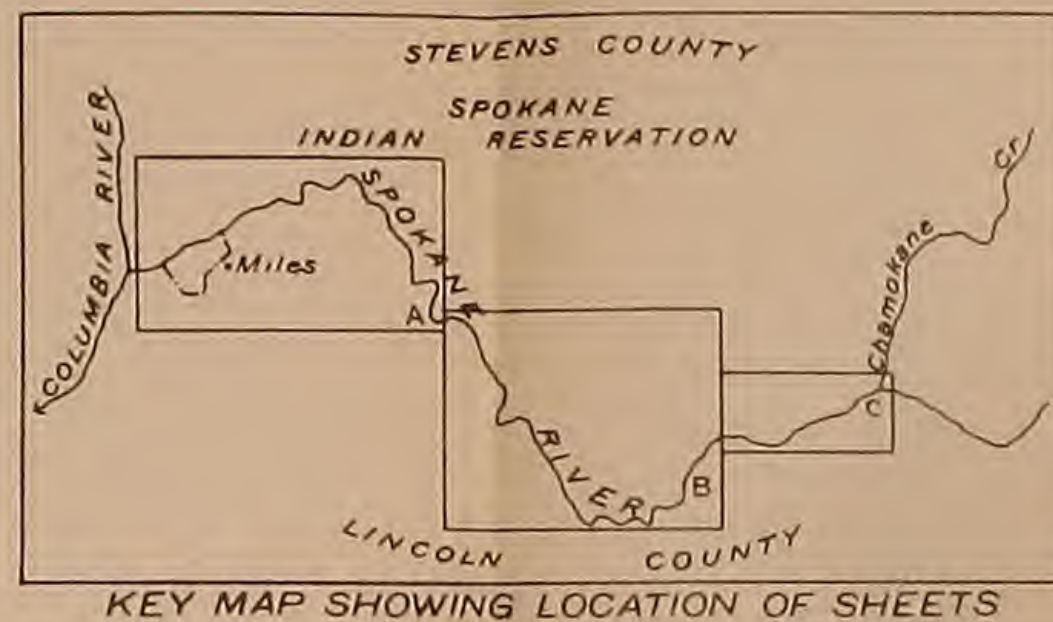 STEVENS COUNTY
SPOKANE
INDIAN RESERVATION
COLUMBIA RIVER
SPOKANE
Miles
A
Chamokane Cr.
C
RIVER
B
LINCOLN COUNTY
KEY MAP SHOWING LOCATION OF SHEETS